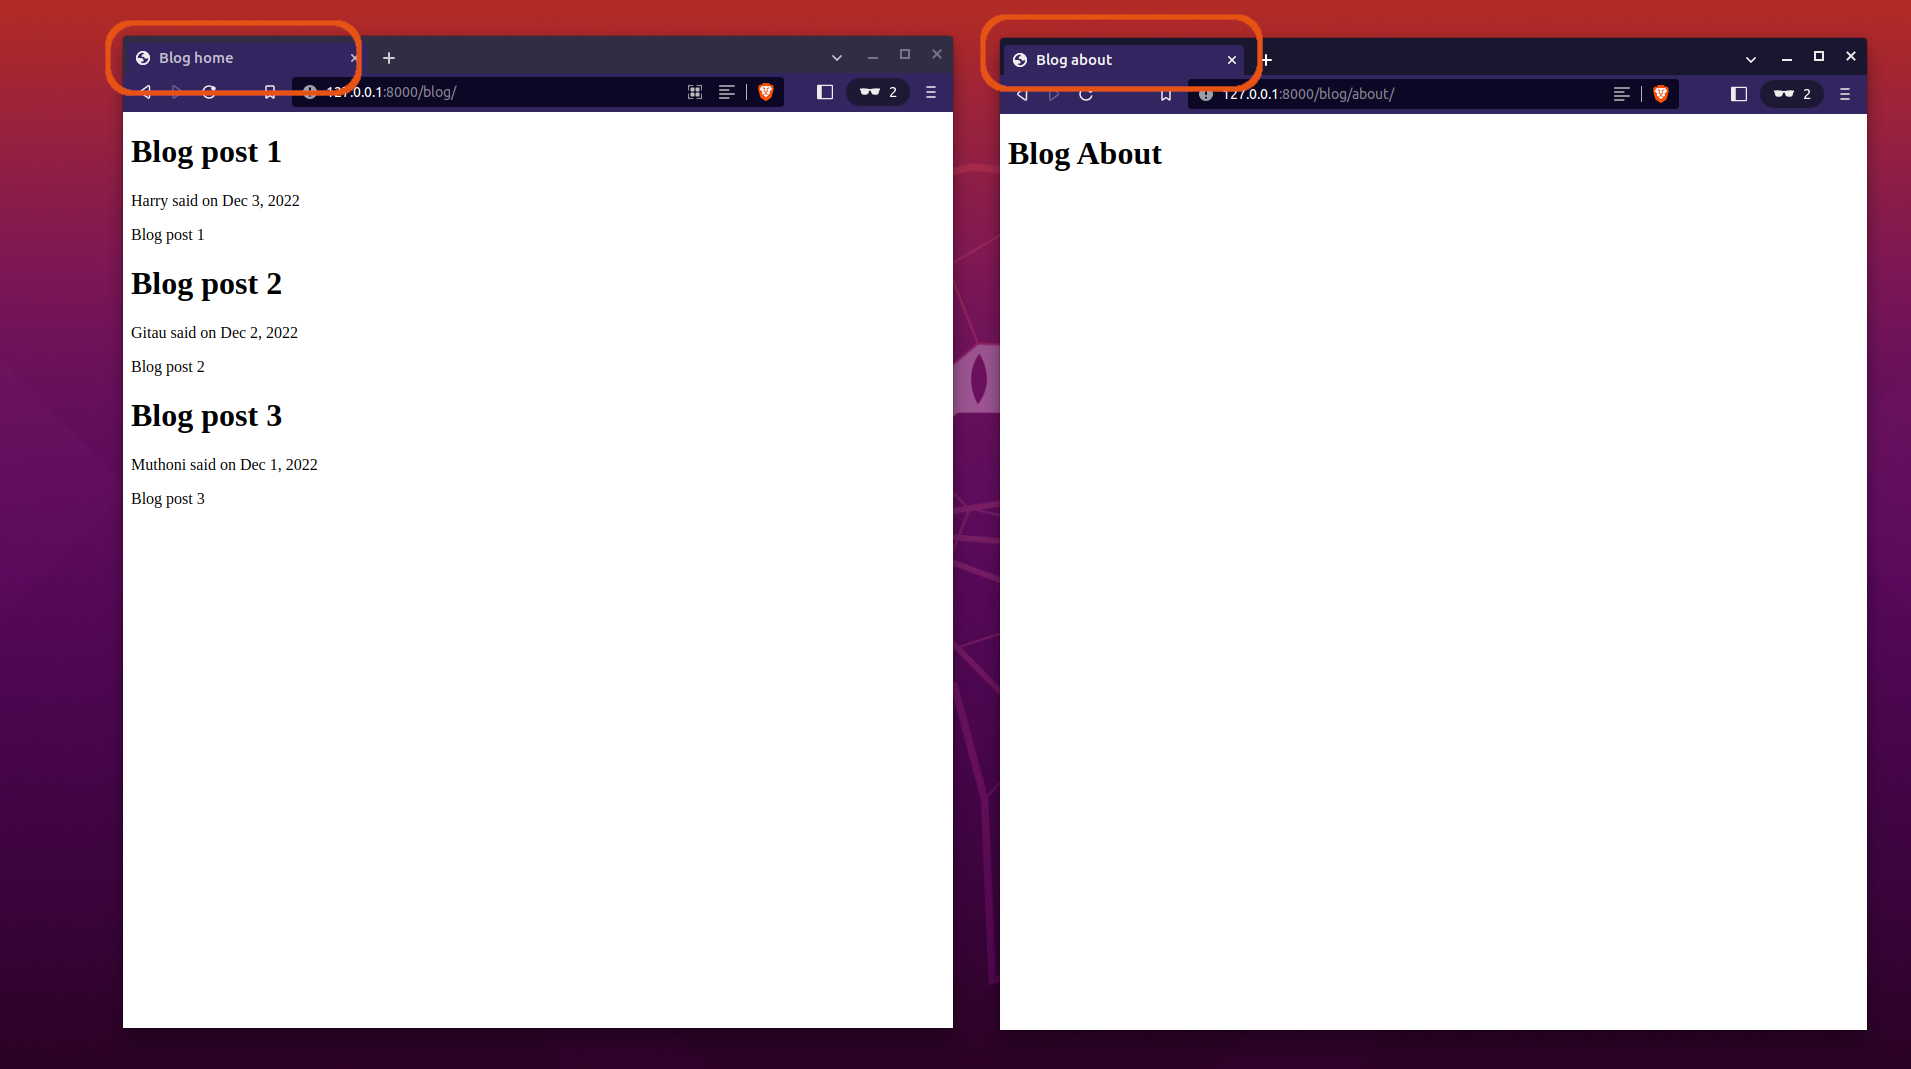 Blog home
127.0.0.1:8000/blog/
2
Blog post 1
Harry said on Dec 3, 2022
Blog post 1
Blog post 2
Gitau said on Dec 2, 2022
Blog post 2
Blog post 3
Muthoni said on Dec 1, 2022
Blog post 3
Blog about
127.0.0.1:8000/blog/about/
2
Blog About